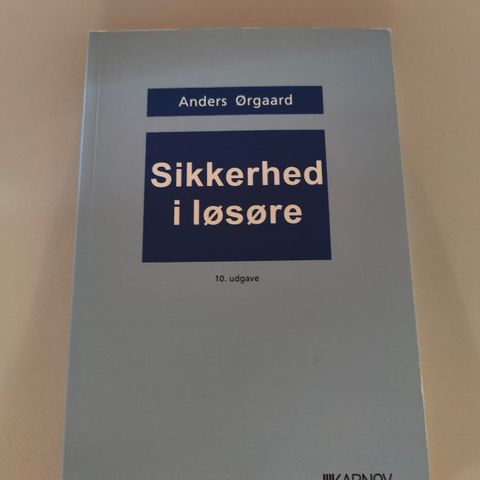 Anders Ørgaard
Sikkerhed
i løsøre
10. udgave
KARNOV